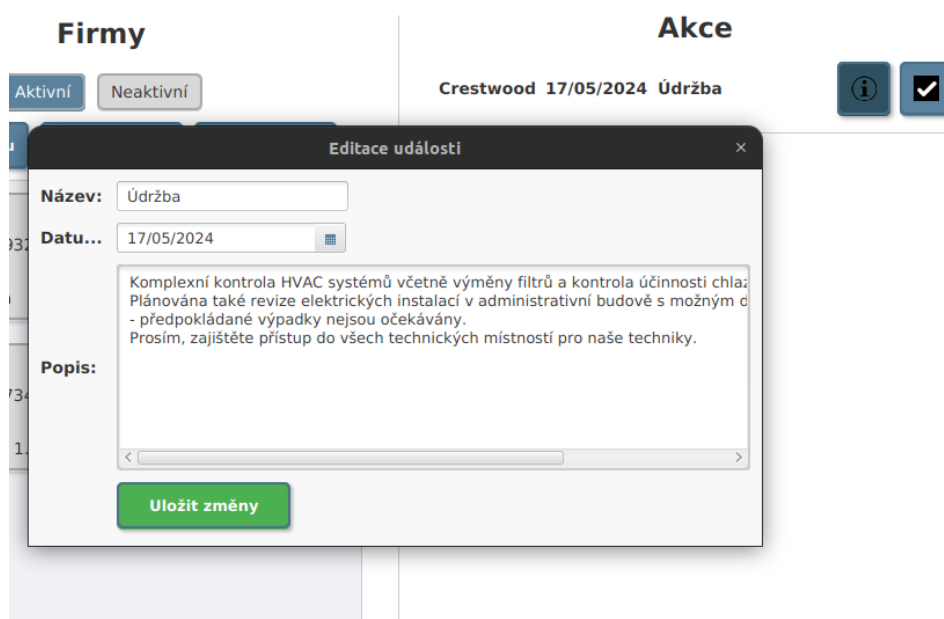 Firmy
Akce
Aktivní
Neaktivní
Crestwood 17/05/2024 Údržba
Editace události
Název:
Údržba
Datu...
17/05/2024
Popis:
Komplexní kontrola HVAC systémů včetně výměny filtrů a kontrola účinnosti
Plánována také revize elektrických instalací v administrativní budově s možným
- předpokládané výpadky nejsou očekávány.
Prosím, zajištěte přístup do všech technických místností pro naše techniky.
Uložit změny
1.